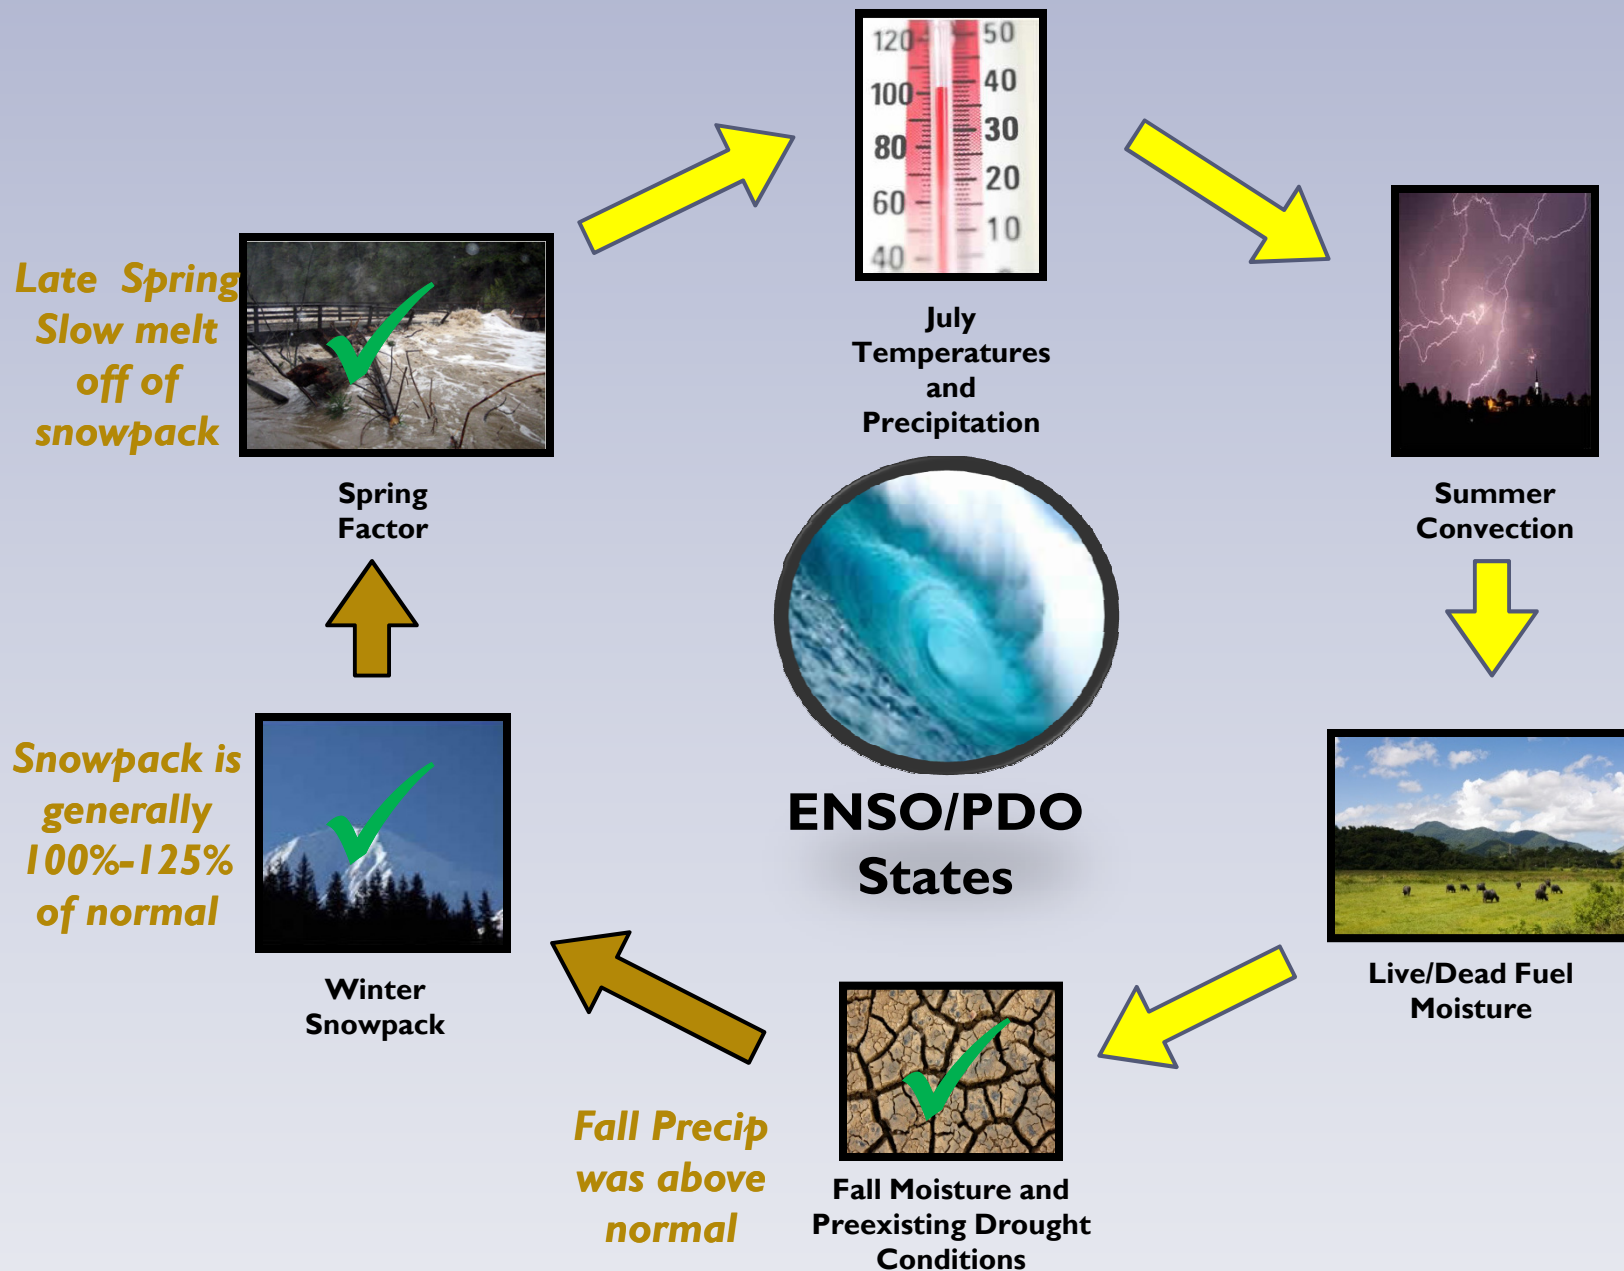 120
50
100
40
80
30
60
20
10
40
July
Temperatures
and
Precipitation
Late Spring
Slow melt
off of
snowpack
Spring
Factor
Summer
Convection
Snowpack is
generally
100%-125%
of normal
Winter
Snowpack
ENSO/PDO
States
Live/Dead Fuel
Moisture
Fall Precip
was above
normal
Fall Moisture and
Preexisting Drought
Conditions